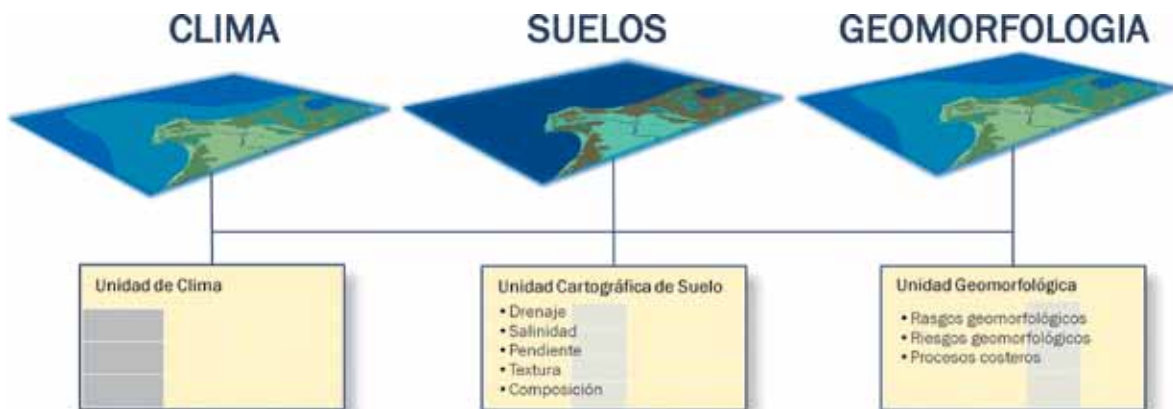 CLIMA
SUELOS
GEOMORFOLOGIA
Unidad de Clima
Unidad Cartográfica de Suelo
• Drenaje
• Salinidad
• Pendiente
• Textura
• Composición
Unidad Geomorfológica
• Rasgos geomorfológicos
• Riesgos geomorfológicos
• Procesos costeros